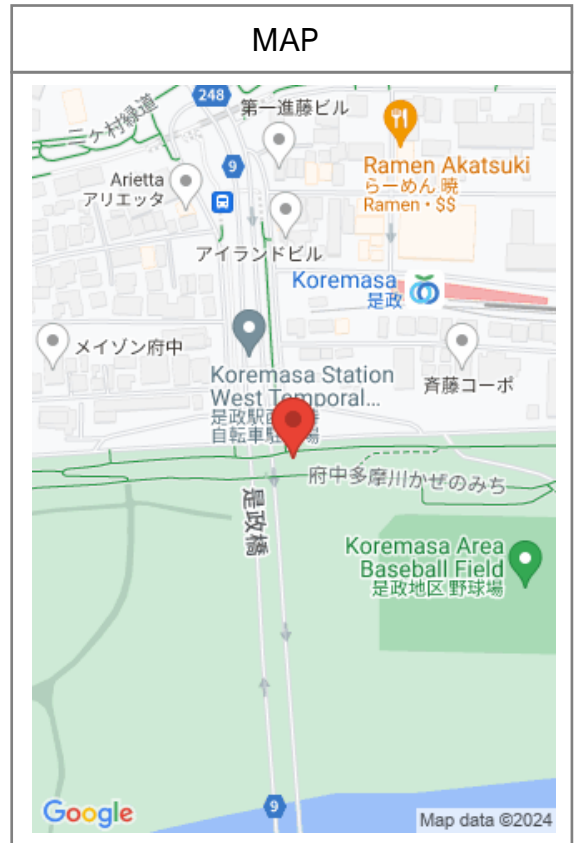 MAP
248
三ヶ村緑道
第一進藤ビル
9
Ramen Akatsuki
らーめん 暁
Ramen・$$
Arietta
アリエッタ
アイランドビル
Koremasa
是政
メイゾン府中
Koremasa Station
West Temporal...
自転車
斉藤コーポ
府中多摩川かぜのみち
是政橋
Koremasa Area
Baseball Field
是政地区 野球場
9
Google
Map data ©2024